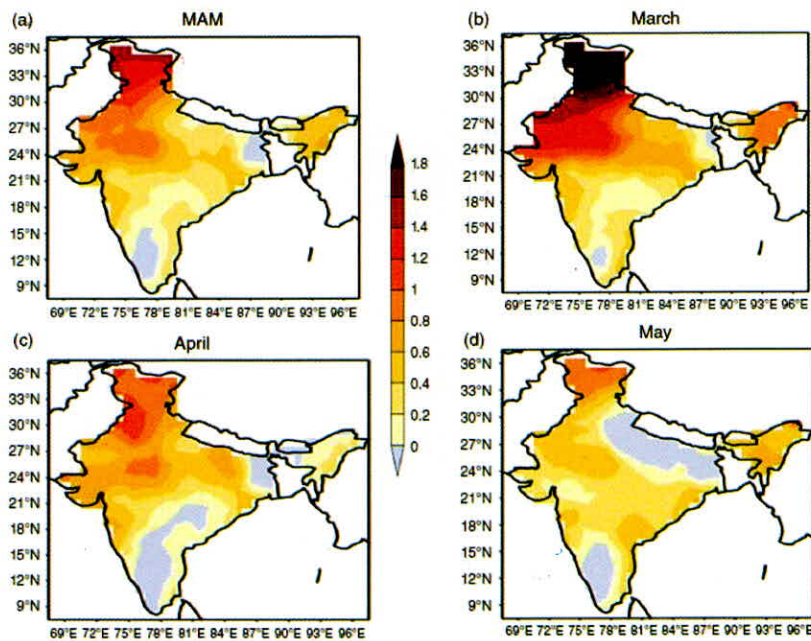 (a) MAM
36°N
33°N
30°N
27°N
24°N
21°N
18°N
15°N
12°N
9°N
69°E 72°E 75°E 78°E 81°E 84°E 87°E 90°E 93°E 96°E
(b) March
36°N
33°N
30°N
27°N
24°N
21°N
18°N
15°N
12°N
9°N
69°E 72°E 75°E 78°E 81°E 84°E 87°E 90°E 93°E 96°E
1.8
1.6
1.4
1.2
1
0.8
0.6
0.4
0.2
0
(c) April
36°N
33°N
30°N
27°N
24°N
21°N
18°N
15°N
12°N
9°N
69°E 72°E 75°E 78°E 81°E 84°E 87°E 90°E 93°E 96°E
(d) May
36°N
33°N
30°N
27°N
24°N
21°N
18°N
15°N
12°N
9°N
69°E 72°E 75°E 78°E 81°E 84°E 87°E 90°E 93°E 96°E